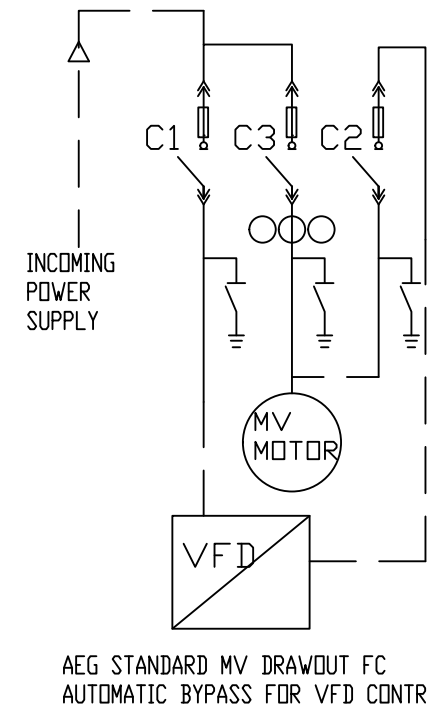 C1 C3 C2
INCOMING
POWER
SUPPLY
MV
MOTOR
VFD
AEG STANDARD MV DRAWOUT FC
AUTOMATIC BYPASS FOR VFD CONTR